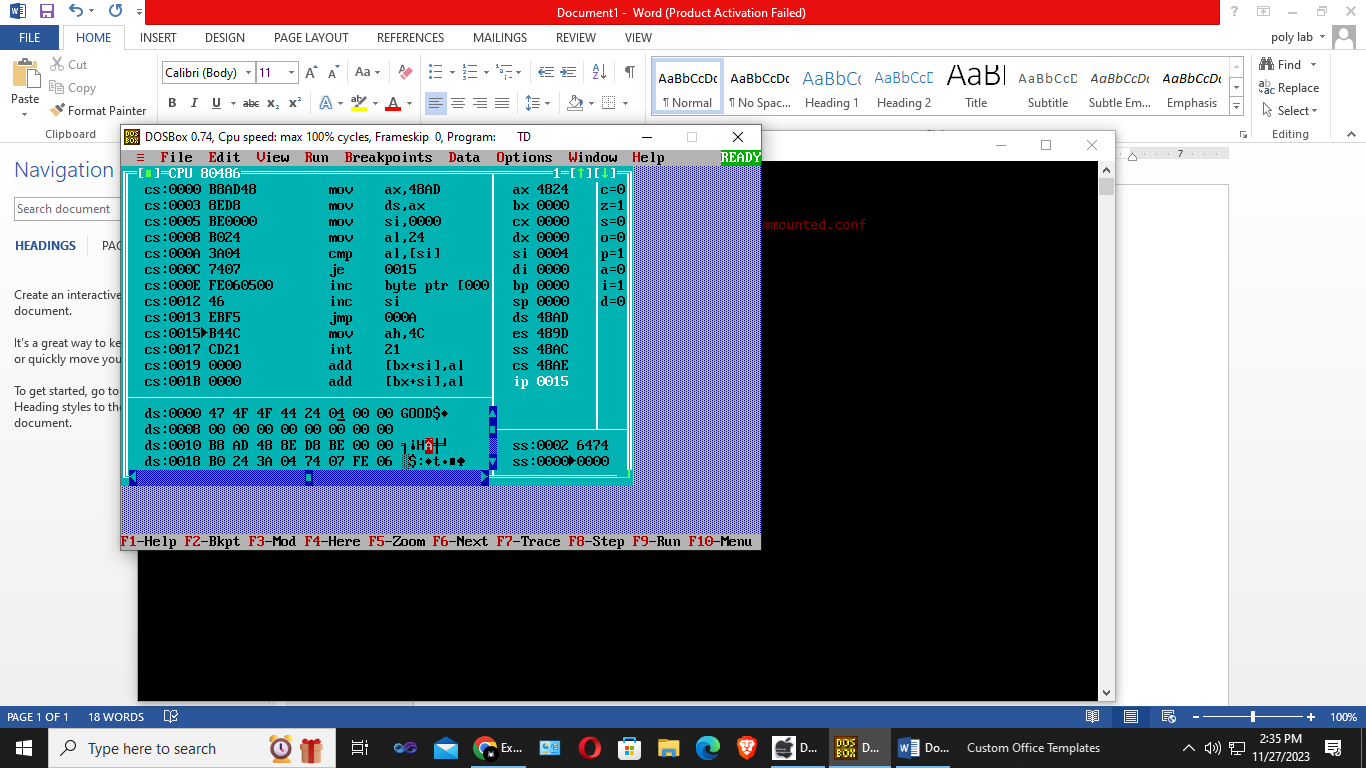 Document1 - Word (Product Activation Failed)
FILE HOME INSERT DESIGN PAGE LAYOUT REFERENCES MAILINGS REVIEW VIEW poly lab
Paste
Cut
Copy
Format Painter
Calibri (Body) 11
AaBbCcDc AaBbCcDc AaBbCc AaBbCcC AaBl AaBbCcD AaBbCcDc AaBbCcDc
¶ Normal ¶ No Spac... Heading 1 Heading 2 Title Subtitle Subtle Em... Emphasis
Find
Replace
Select
Clipboard
Editing
Navigation
Search document
HEADINGS PAG
Create an interactive
It's a great way to ke
or quickly move you
To get started, go to
Heading styles to the
document.
7
mmounted.conf
DOSBox 0.74, Cpu speed: max 100% cycles, Frameskip 0, Program: TD
≡ File Edit View Run Breakpoints Data Options Window Help READY
[■]=CPU 80486 1=[↑][↓]
cs:0000 B8AD48 mov ax,48AD ax 4824 c=0
cs:0003 8ED8 mov ds,ax bx 0000 z=1
cs:0005 BE0000 mov si,0000 cx 0000 s=0
cs:0008 B024 mov al,24 dx 0000 o=0
cs:000A 3A04 cmp al,[si] si 0004 p=1
cs:000C 7407 je 0015 di 0000 a=0
cs:000E FE060500 inc byte ptr [000 bp 0000 i=1
cs:0012 46 inc si sp 0000 d=0
cs:0013 EBF5 jmp 000A ds 48AD
cs:0015►B44C mov ah,4C es 489D
cs:0017 CD21 int 21 ss 48AC
cs:0019 0000 add [bx+si],al cs 48AE
cs:001B 0000 add [bx+si],al ip 0015
ds:0000 47 4F 4F 44 24 04 00 00 GOOD$♦
ds:0008 00 00 00 00 00 00 00 00
ds:0010 B8 AD 48 8E D8 BE 00 00 ╕¡HÄ╪╛ ss:0002 6474
ds:0018 B0 24 3A 04 74 07 FE 06 ░$:♦t•■♠ ss:0000►0000
F1-Help F2-Bkpt F3-Mod F4-Here F5-Zoom F6-Next F7-Trace F8-Step F9-Run F10-Menu
PAGE 1 OF 1 18 WORDS 100%
Type here to search
Ex...
D...
D...
Do...
Custom Office Templates
2:35 PM
11/27/2023